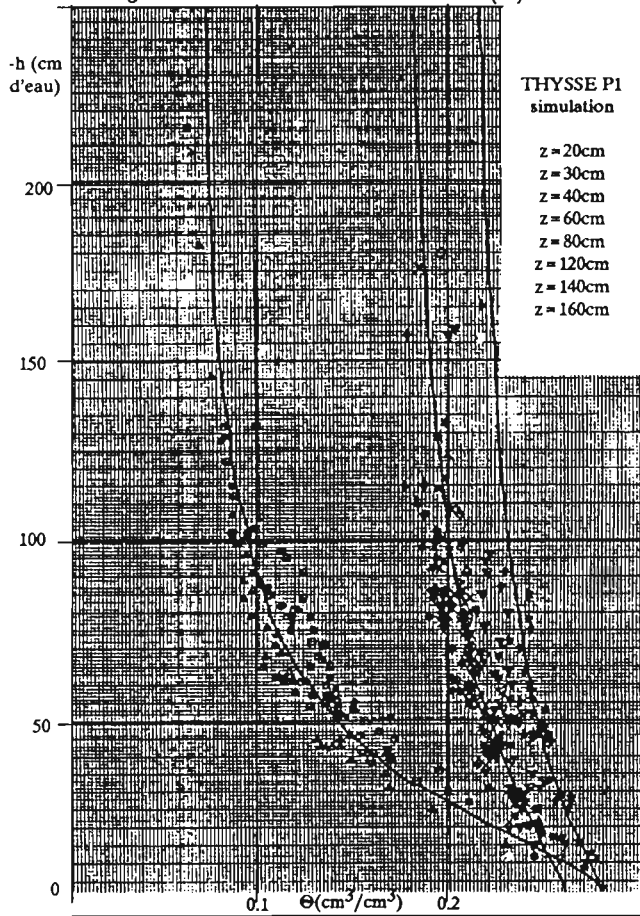 -h (cm
d'eau)
THYSSE P1
simulation
z = 20cm
z = 30cm
z = 40cm
z = 60cm
z = 80cm
z = 120cm
z = 140cm
z = 160cm
200
150
100
50
0
0.1
Θ(cm³/cm³)
0.2